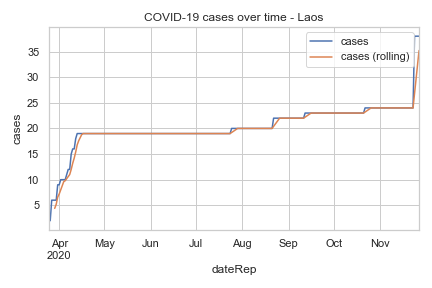 COVID-19 cases over time - Laos
cases
cases (rolling)
35
30
25
20
15
10
5
cases
Apr
2020
May
Jun
Jul
Aug
Sep
Oct
Nov
dateRep